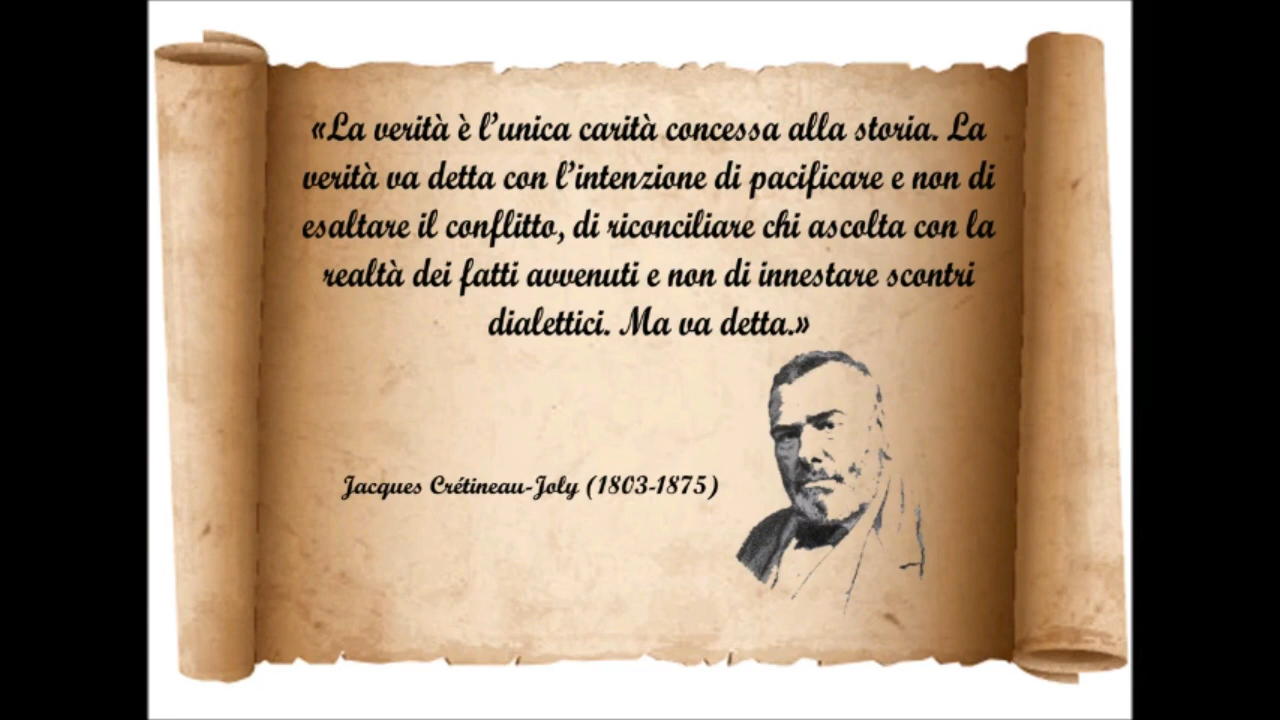 «La verità è l’unica carità concessa alla storia. La
verità va detta con l’intenzione di pacificare e non di
esaltare il conflitto, di riconciliare chi ascolta con la
realtà dei fatti avvenuti e non di innestare scontri
dialettici. Ma va detta.»
Jacques Crétineau-Joly (1803-1875)